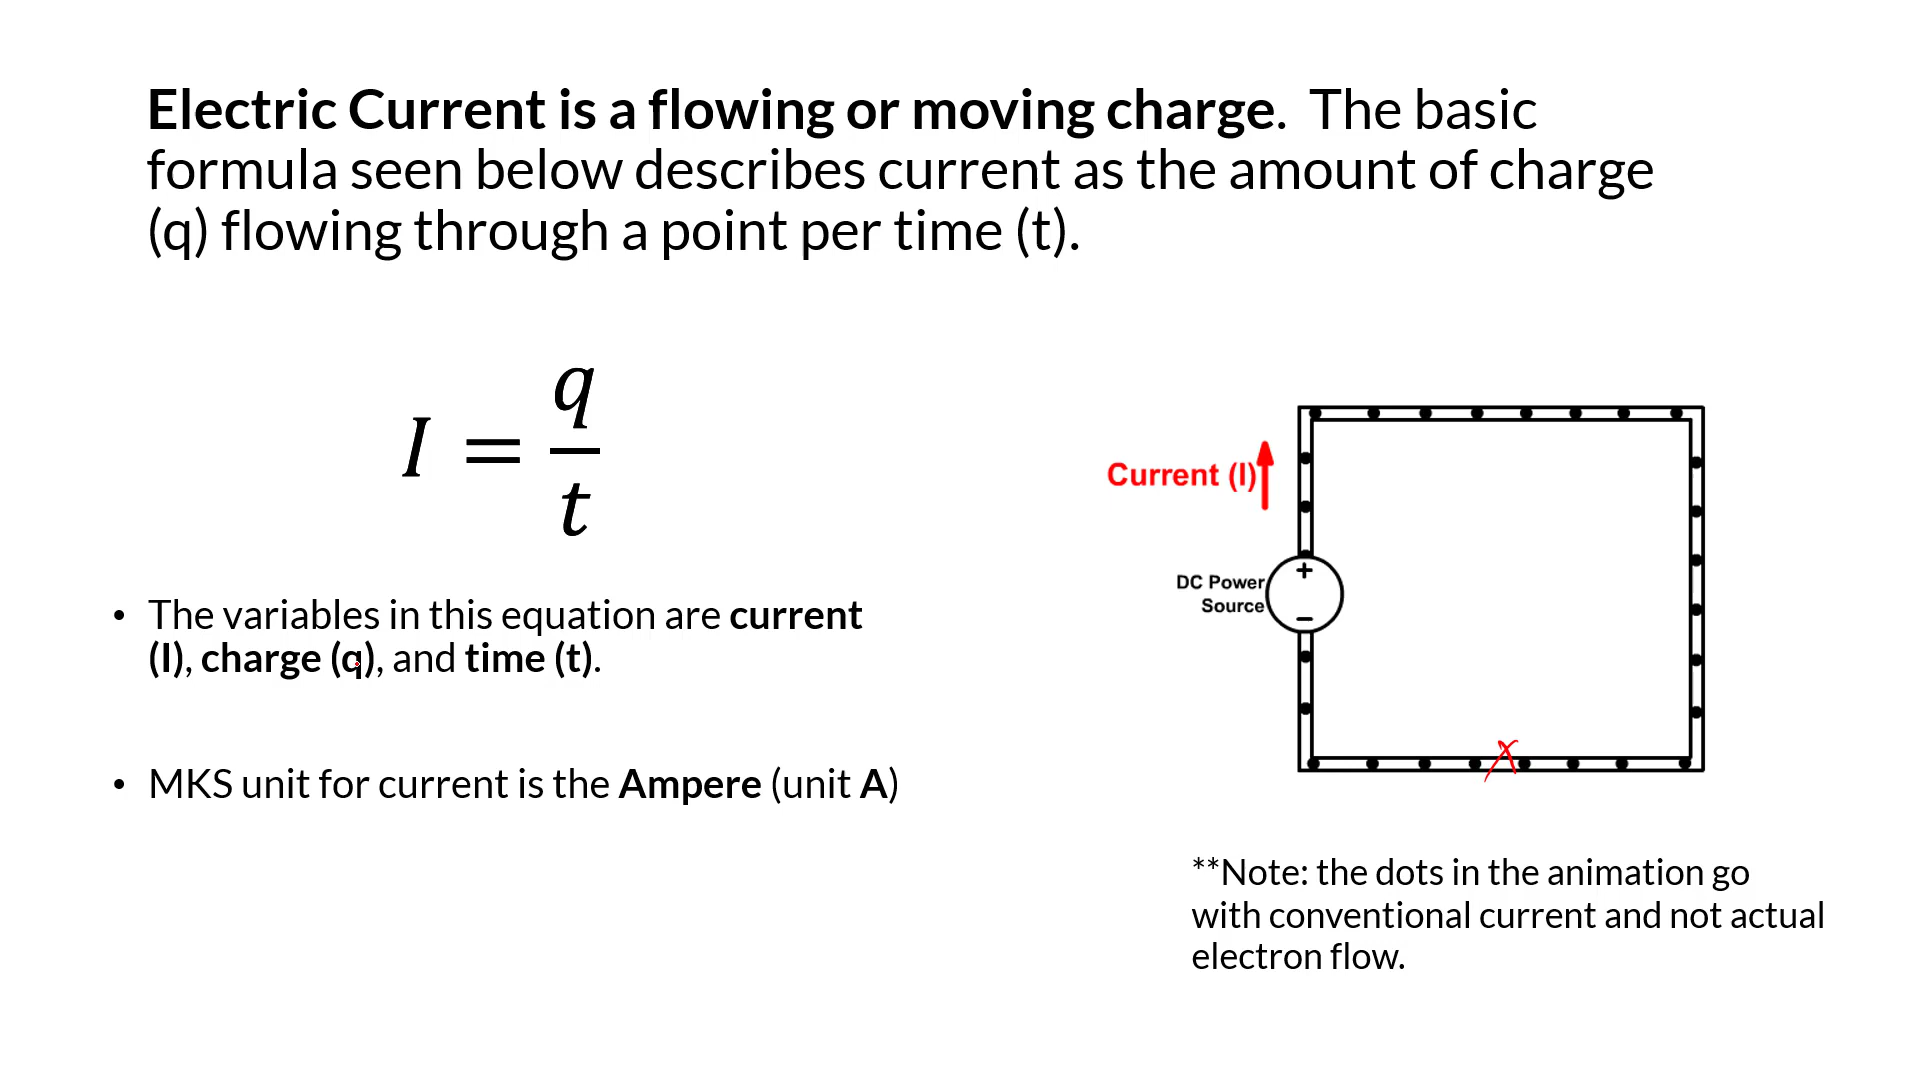 Electric Current is a flowing or moving charge. The basic
formula seen below describes current as the amount of charge
(q) flowing through a point per time (t).
I = q/t
• The variables in this equation are current
(I), charge (q), and time (t).
• MKS unit for current is the Ampere (unit A)
Current (I)
+
DC Power
Source
−
X
**Note: the dots in the animation go
with conventional current and not actual
electron flow.